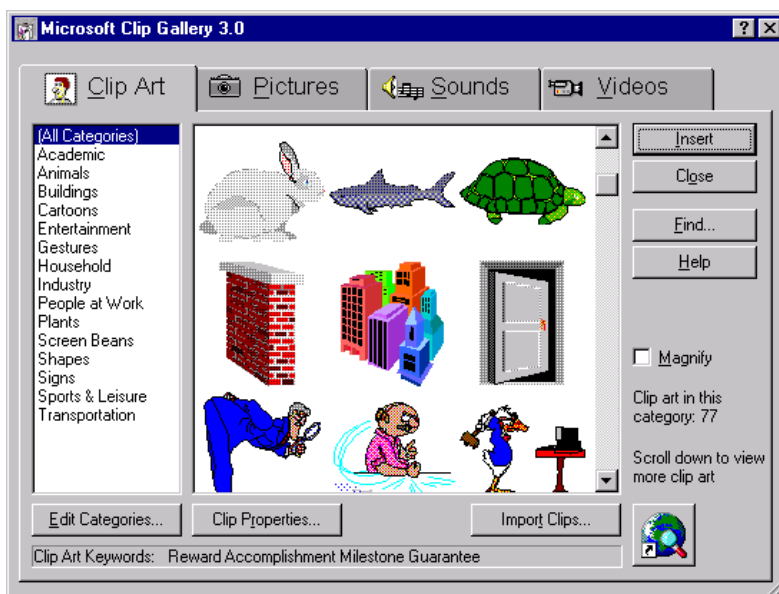 Microsoft Clip Gallery 3.0
Clip Art
Pictures
Sounds
Videos
(All Categories)
Academic
Animals
Buildings
Cartoons
Entertainment
Gestures
Household
Industry
People at Work
Plants
Screen Beans
Shapes
Signs
Sports & Leisure
Transportation
Insert
Close
Find...
Help
Magnify
Clip art in this
category: 77
Scroll down to view
more clip art
Edit Categories...
Clip Properties...
Import Clips...
Clip Art Keywords: Reward Accomplishment Milestone Guarantee